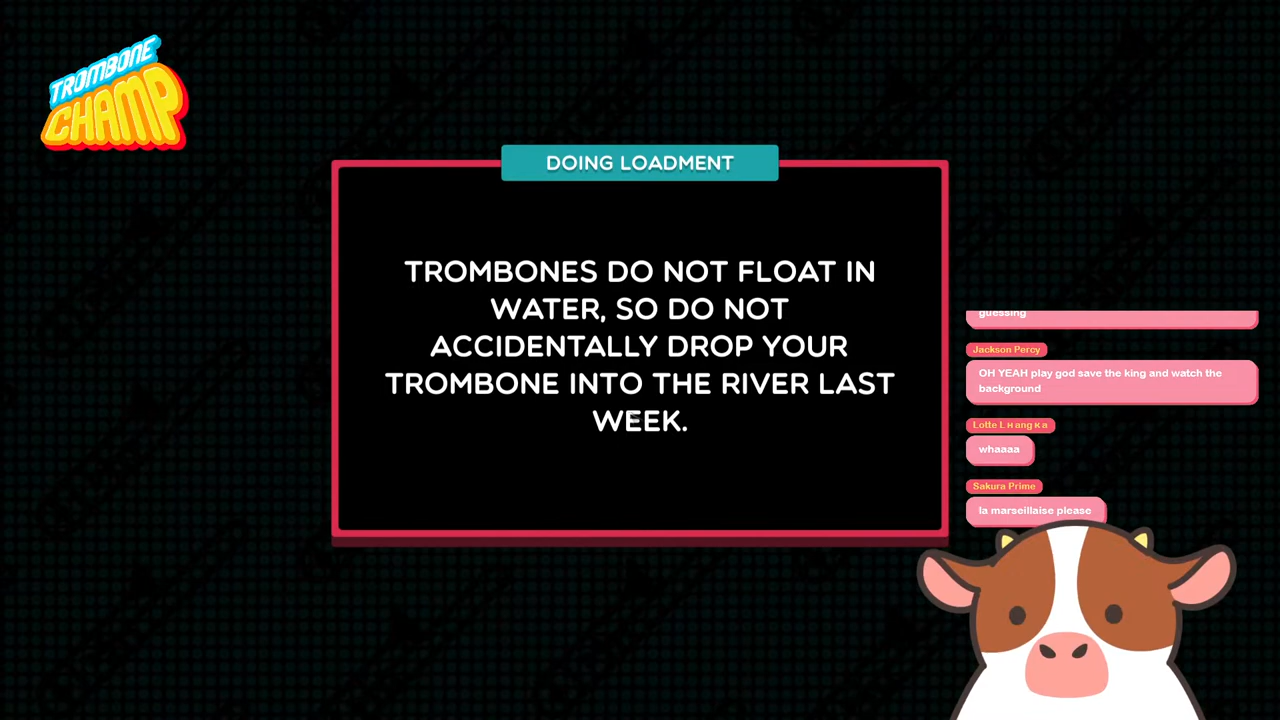 TROMBONE
CHAMP
DOING LOADMENT
TROMBONES DO NOT FLOAT IN
WATER, SO DO NOT
ACCIDENTALLY DROP YOUR
TROMBONE INTO THE RIVER LAST
WEEK.
guessing
Jackson Percy
OH YEAH play god save the king and watch the
background
Lotte L H ang K a
whaaaa
Sakura Prime
la marseillaise please